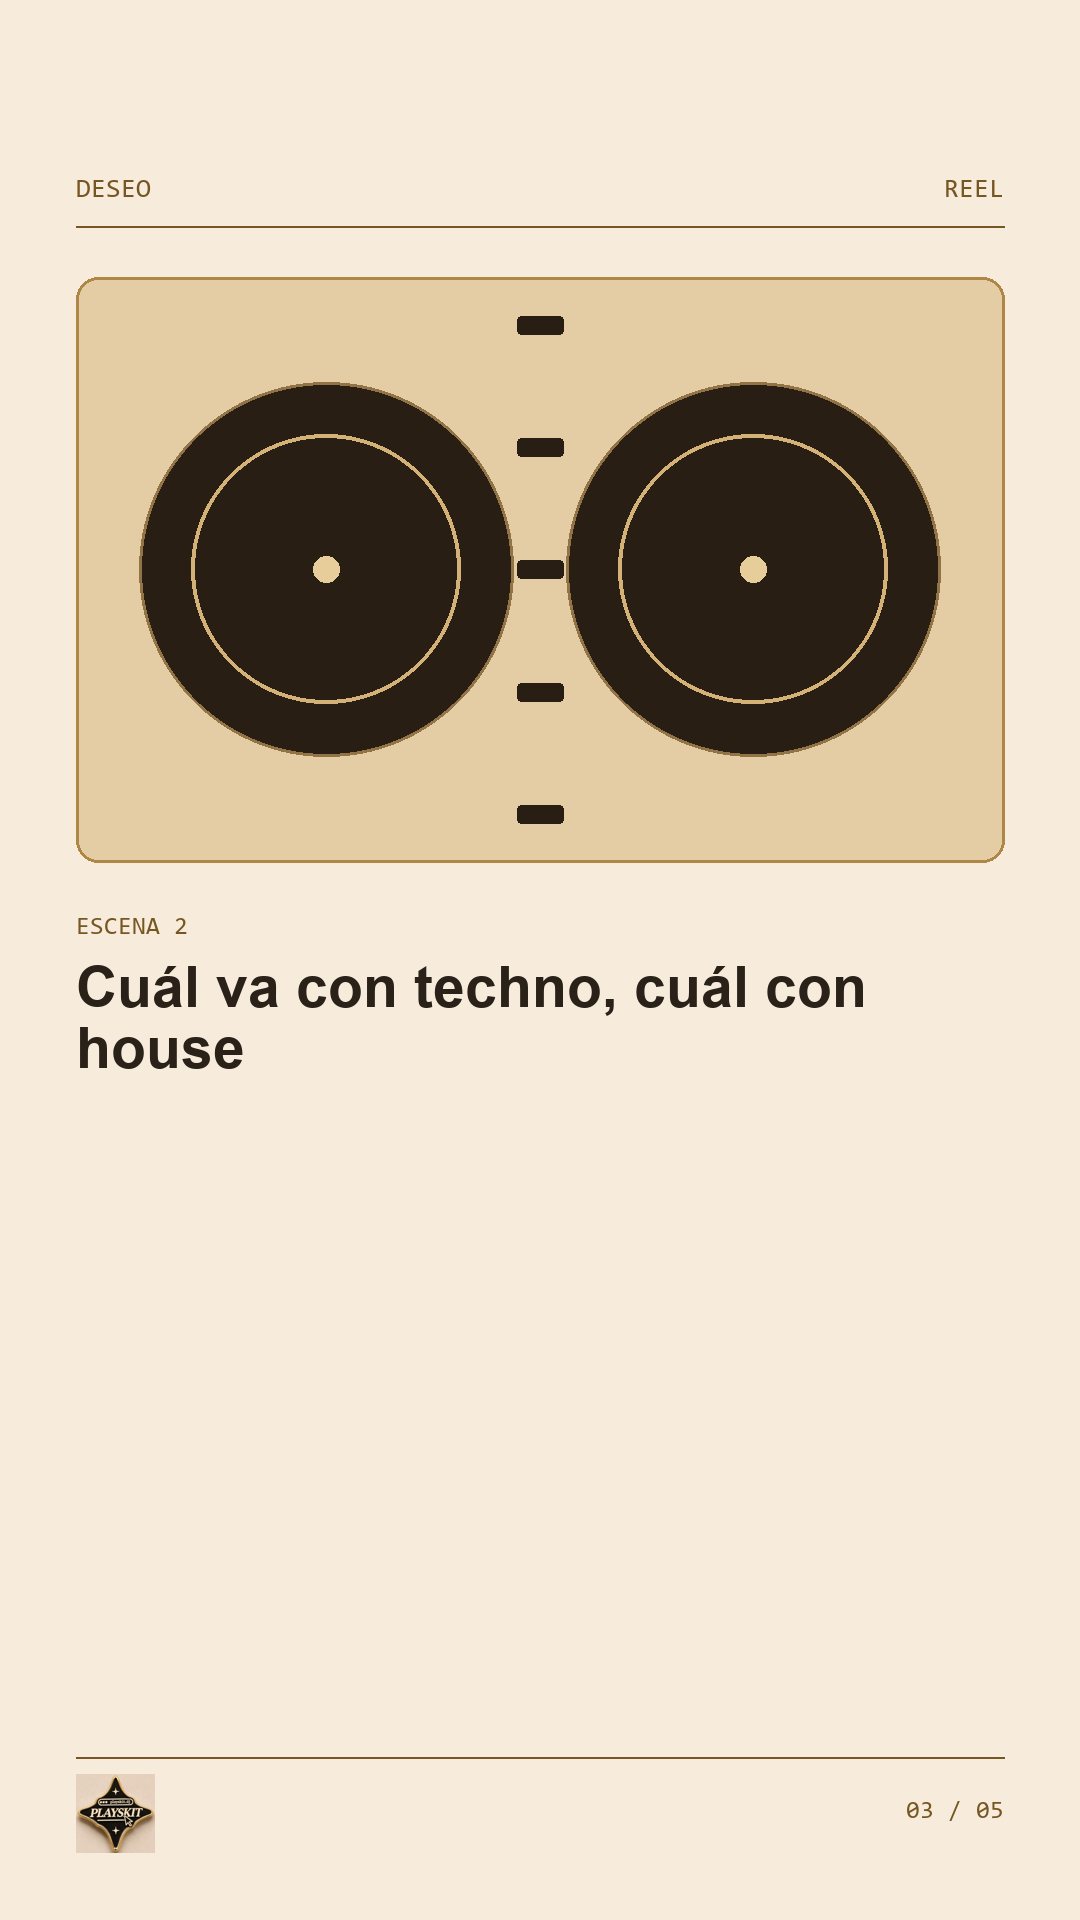 DESEO
REEL
ESCENA 2
Cuál va con techno, cuál con
house
PLAYSKIT
03 / 05